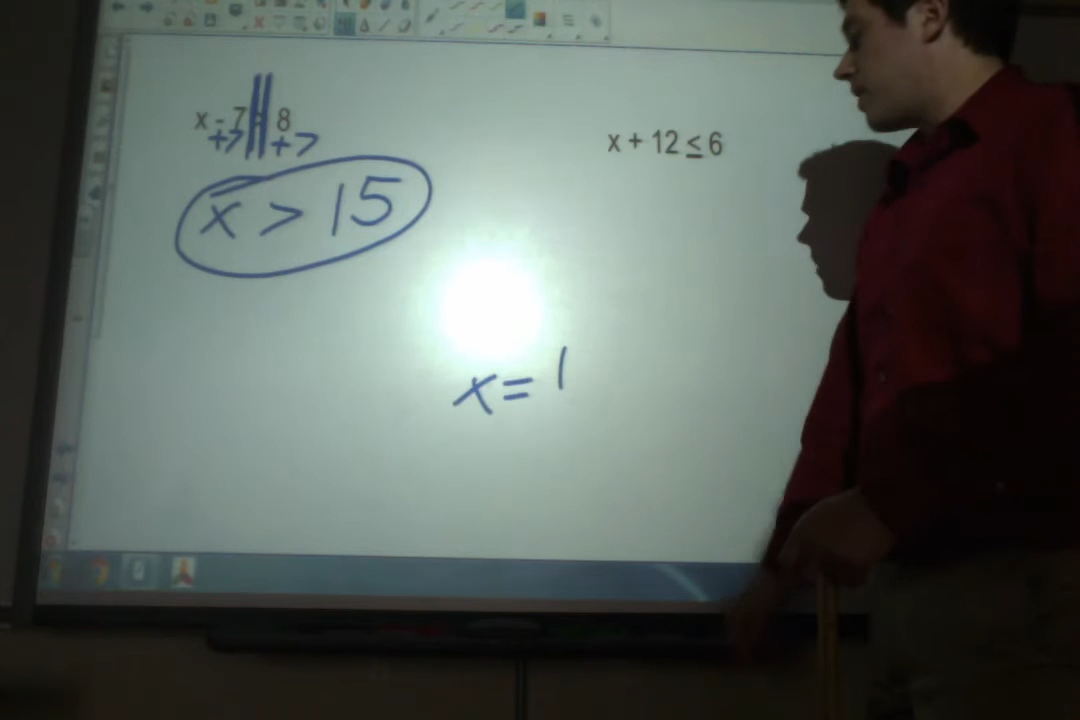 x - 7 8
+7 +7
x > 15
x + 12 ≤ 6
x = 1